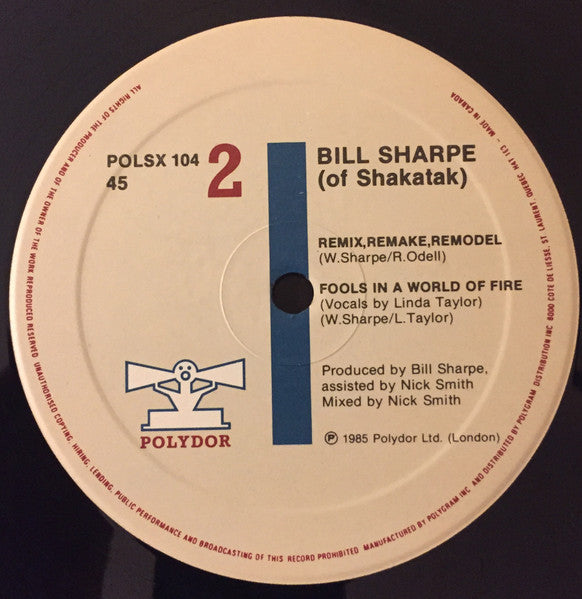 POLSX 104
45
2
BILL SHARPE
(of Shakatak)
REMIX,REMAKE,REMODEL
(W.Sharpe/R.Odell)
FOOLS IN A WORLD OF FIRE
(Vocals by Linda Taylor)
(W.Sharpe/L.Taylor)
Produced by Bill Sharpe,
assisted by Nick Smith
Mixed by Nick Smith
℗ 1985 Polydor Ltd. (London)
POLYDOR
ALL RIGHTS OF THE PRODUCER AND OF THE OWNER OF THE WORK REPRODUCED RESERVED. UNAUTHORISED COPYING, HIRING, LENDING, PUBLIC PERFORMANCE AND BROADCASTING OF THIS RECORD PROHIBITED. MANUFACTURED BY POLYGRAM INC. AND DISTRIBUTED BY POLYGRAM DISTRIBUTION INC. 8000 COTE DE LIESSE, ST. LAURENT, QUEBEC H4T 1T3 - MADE IN CANADA